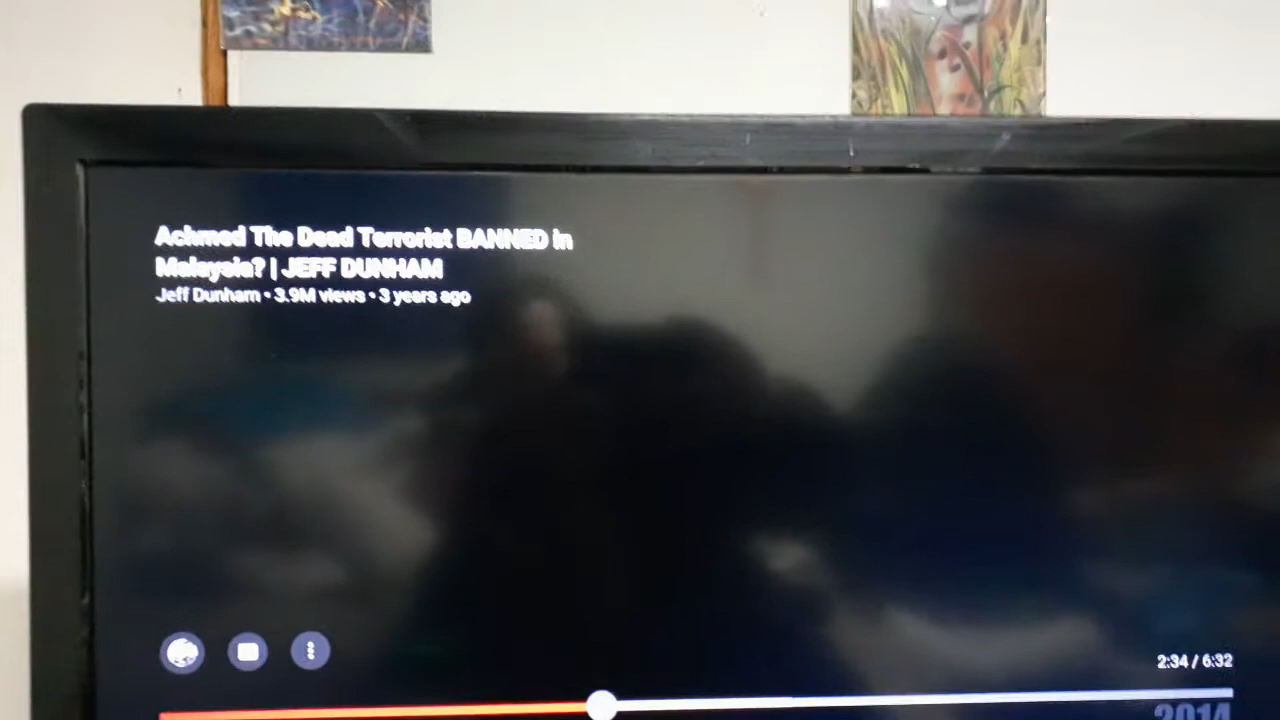 Achmed The Dead Terrorist BANNED in
Malaysia? | JEFF DUNHAM
Jeff Dunham • 3.9M views • 3 years ago
2:34 / 6:32
2014